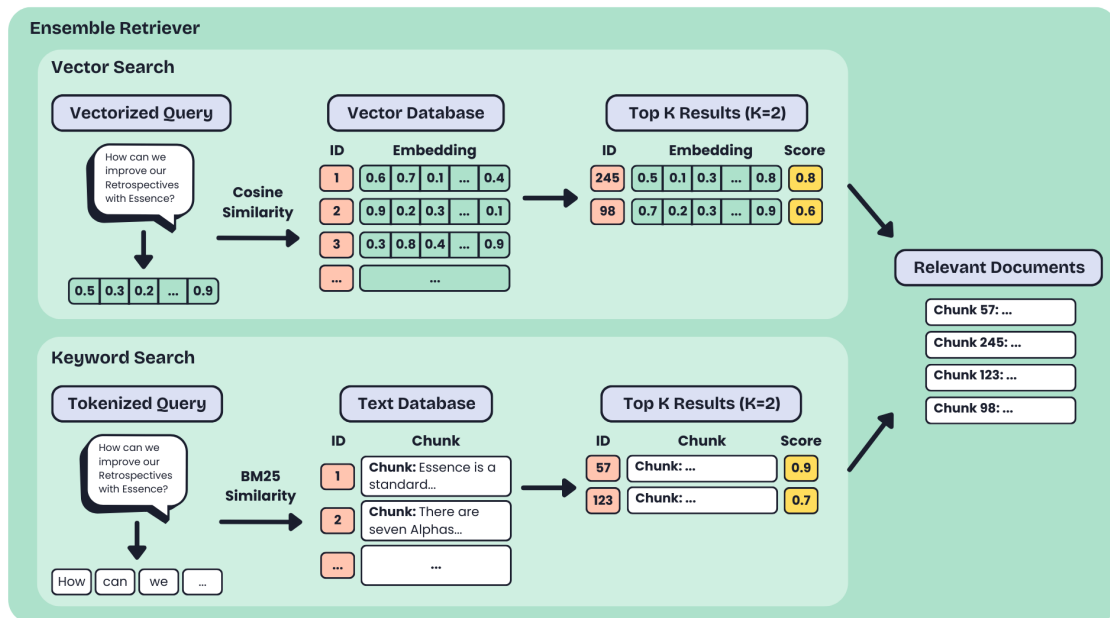 Ensemble Retriever
Vector Search
Vectorized Query
How can we
improve our
Retrospectives
with Essence?
0.5 0.3 0.2 ... 0.9
Cosine
Similarity
Vector Database
ID Embedding
1 0.6 0.7 0.1 ... 0.4
2 0.9 0.2 0.3 ... 0.1
3 0.3 0.8 0.4 ... 0.9
... ...
Top K Results (K=2)
ID Embedding Score
245 0.5 0.1 0.3 ... 0.8 0.8
98 0.7 0.2 0.3 ... 0.9 0.6
Keyword Search
Tokenized Query
How can we
improve our
Retrospectives
with Essence?
How can we ...
BM25
Similarity
Text Database
ID Chunk
1 Chunk: Essence is a
standard...
2 Chunk: There are
seven Alphas...
... ...
Top K Results (K=2)
ID Chunk Score
57 Chunk: ... 0.9
123 Chunk: ... 0.7
Relevant Documents
Chunk 57: ...
Chunk 245: ...
Chunk 123: ...
Chunk 98: ...